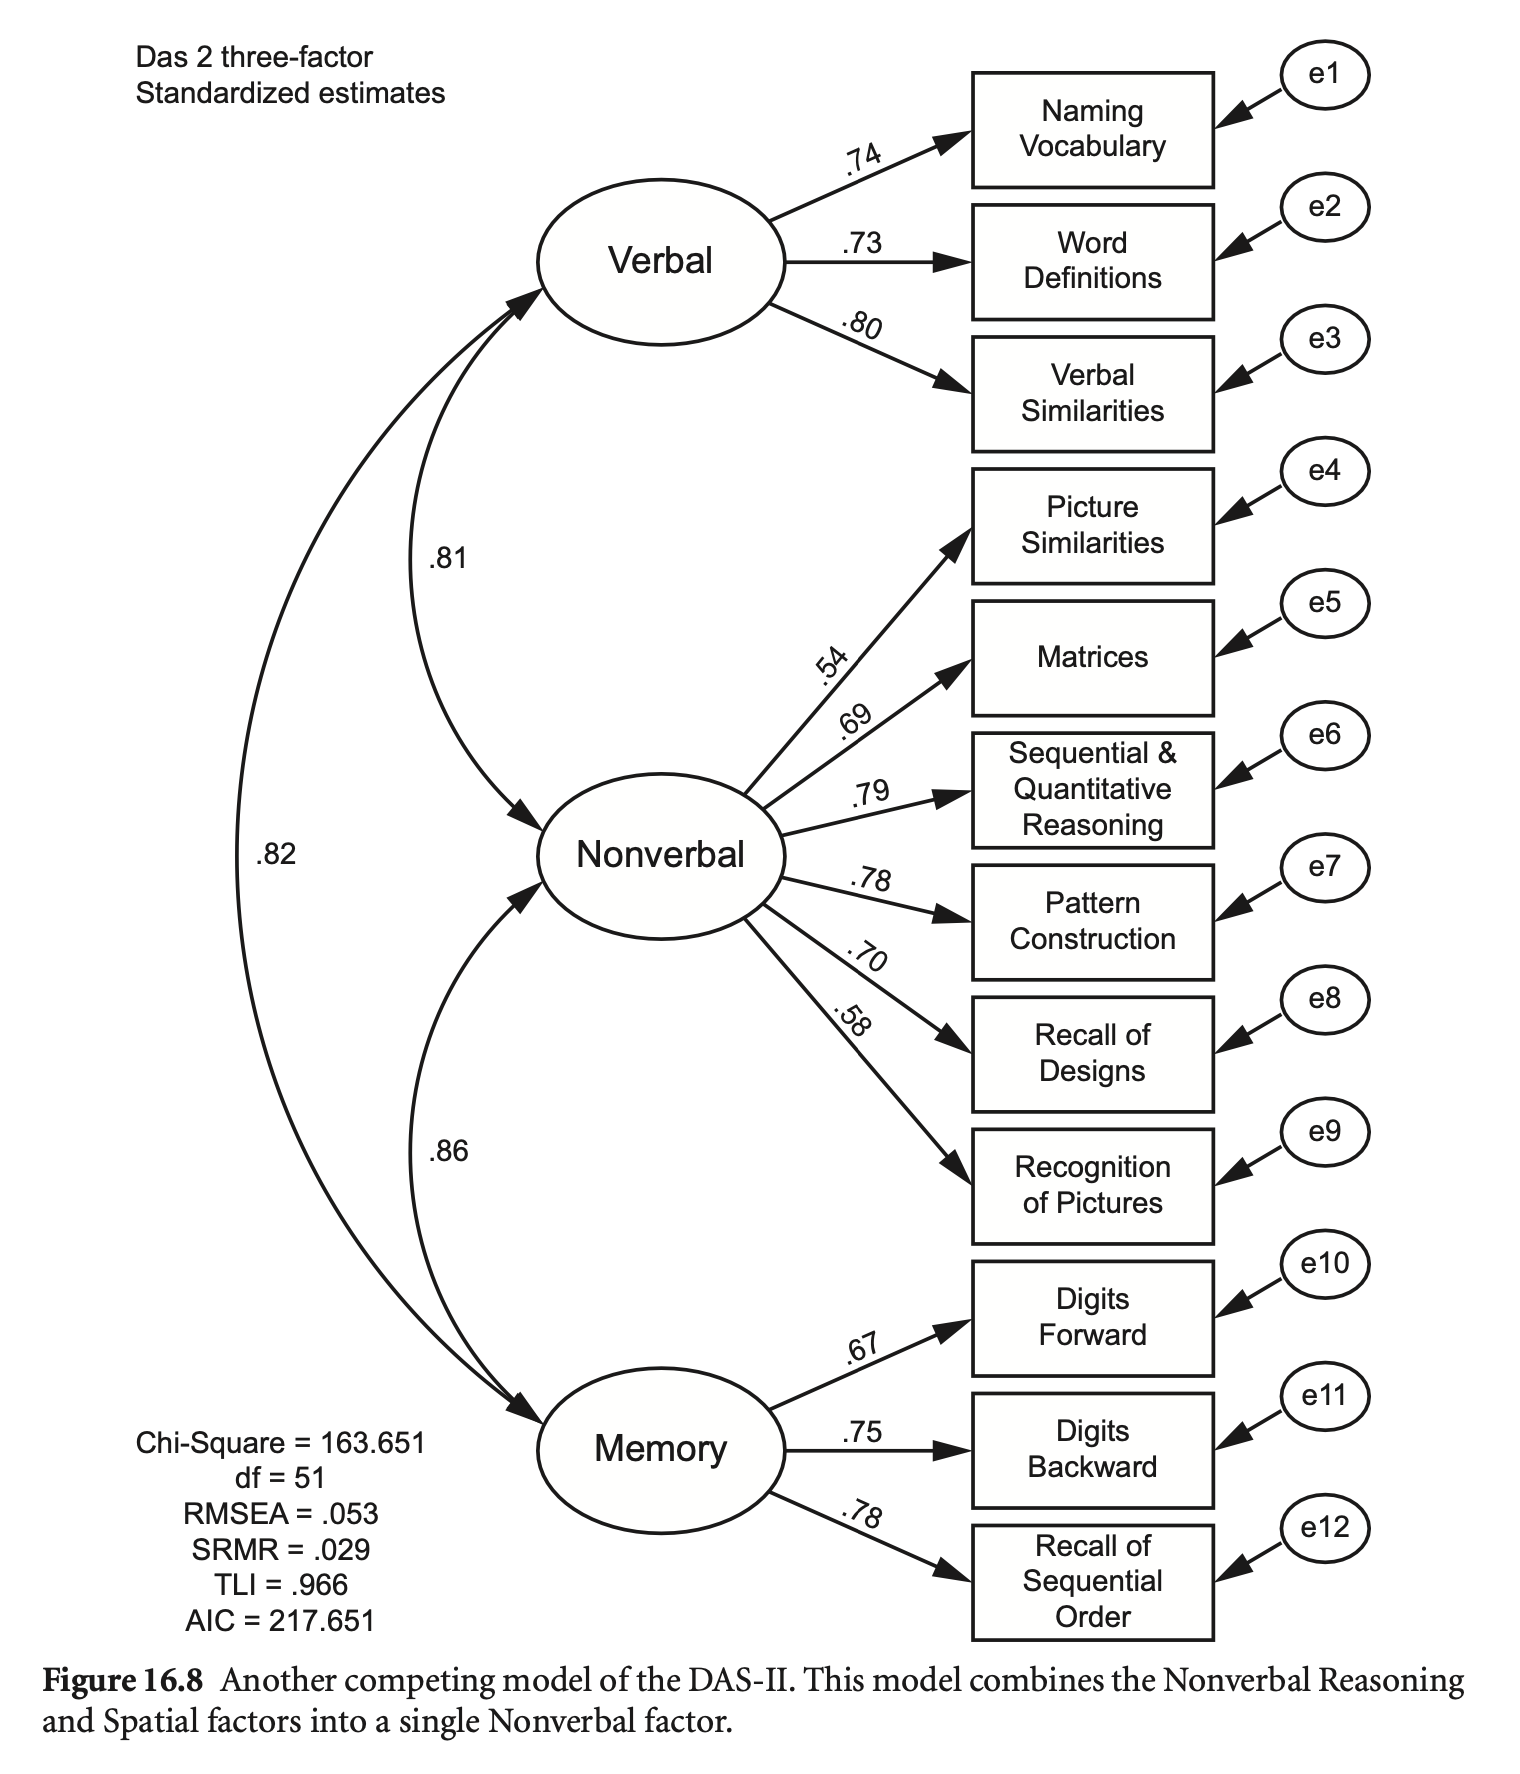 Das 2 three-factor
Standardized estimates
e1
Naming
Vocabulary
.74
e2
Word
Definitions
.73
Verbal
.80
e3
Verbal
Similarities
e4
Picture
Similarities
.81
.54
e5
Matrices
.69
e6
Sequential &
Quantitative
Reasoning
.79
.82
Nonverbal
.78
e7
Pattern
Construction
.70
.58
e8
Recall of
Designs
.86
e9
Recognition
of Pictures
e10
Digits
Forward
.67
e11
Digits
Backward
.75
Memory
.78
e12
Recall of
Sequential
Order
Chi-Square = 163.651
df = 51
RMSEA = .053
SRMR = .029
TLI = .966
AIC = 217.651
Figure 16.8 Another competing model of the DAS-II. This model combines the Nonverbal Reasoning
and Spatial factors into a single Nonverbal factor.